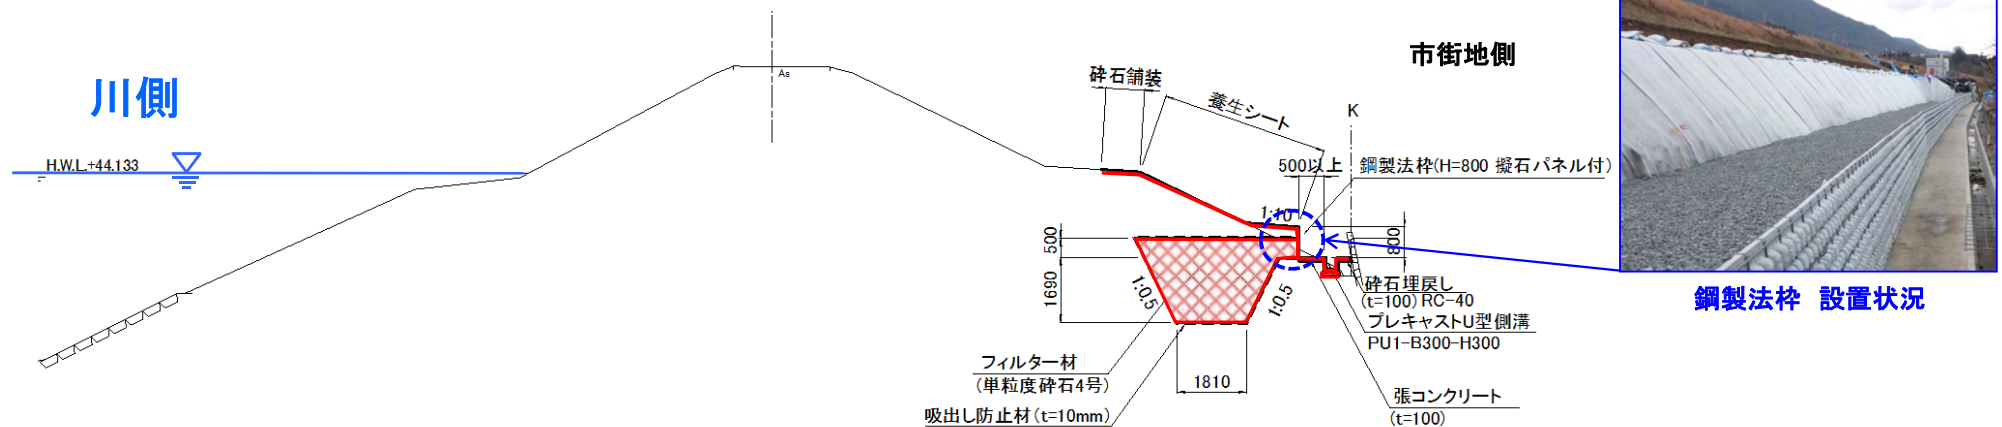 川側
H.W.L.+44.133
As
砕石舗装
養生シート
市街地側
K
500以上
鋼製法枠(H=800 擬石パネル付)
1:10
500
800
1690
1:0.5
1:0.5
砕石埋戻し
(t=100) RC-40
プレキャストU型側溝
PU1-B300-H300
鋼製法枠 設置状況
フィルター材
(単粒度砕石4号)
1810
吸出し防止材(t=10mm)
張コンクリート
(t=100)